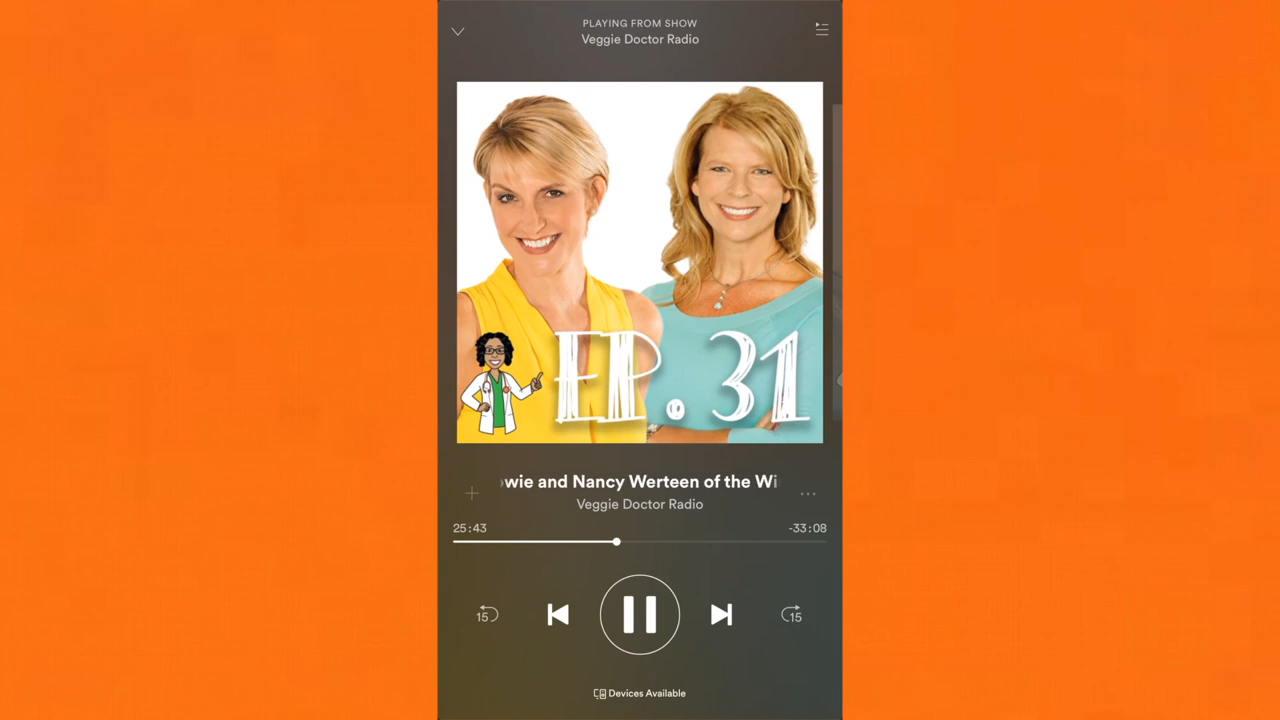 PLAYING FROM SHOW
Veggie Doctor Radio
EP. 31
wie and Nancy Werteen of the Wi
Veggie Doctor Radio
25:43 -33:08
15 15
Devices Available